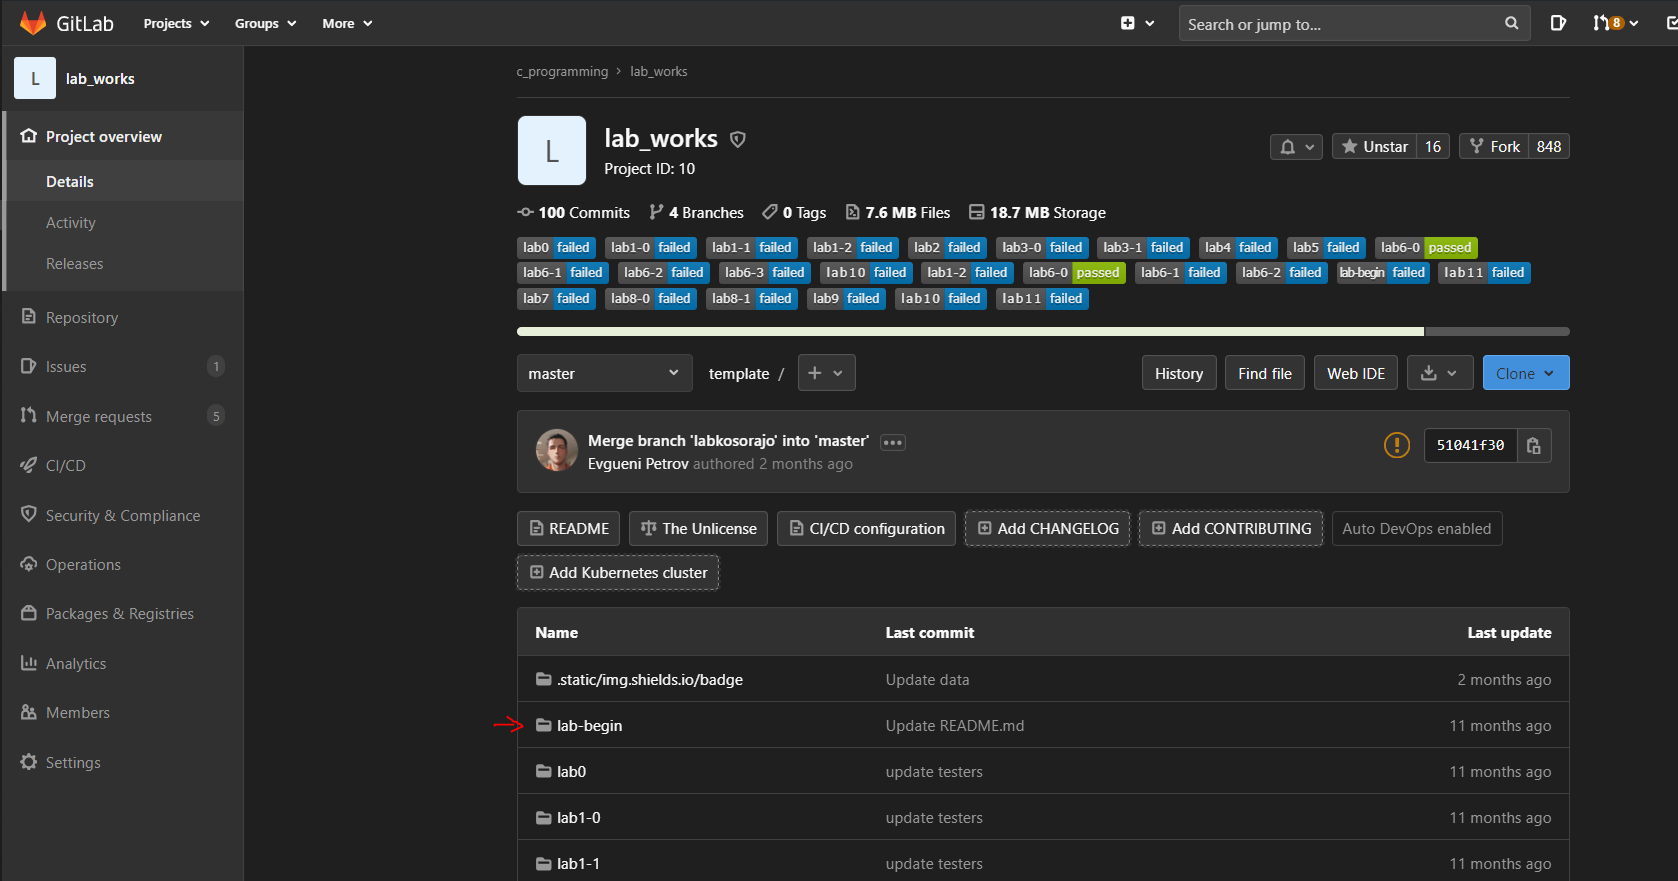 GitLab Projects Groups More Search or jump to... 8
L lab_works
Project overview
Details
Activity
Releases
Repository
Issues 1
Merge requests 5
CI/CD
Security & Compliance
Operations
Packages & Registries
Analytics
Members
Settings
c_programming › lab_works
L
lab_works
Project ID: 10
Unstar 16 Fork 848
100 Commits 4 Branches 0 Tags 7.6 MB Files 18.7 MB Storage
lab0 failed lab1-0 failed lab1-1 failed lab1-2 failed lab2 failed lab3-0 failed lab3-1 failed lab4 failed lab5 failed lab6-0 passed
lab6-1 failed lab6-2 failed lab6-3 failed lab10 failed lab1-2 failed lab6-0 passed lab6-1 failed lab6-2 failed lab-begin failed lab11 failed
lab7 failed lab8-0 failed lab8-1 failed lab9 failed lab10 failed lab11 failed
master template / + History Find file Web IDE Clone
Merge branch 'labkosorajo' into 'master'
Evgueni Petrov authored 2 months ago
51041f30
README The Unlicense CI/CD configuration Add CHANGELOG Add CONTRIBUTING Auto DevOps enabled
Add Kubernetes cluster
Name Last commit Last update
.static/img.shields.io/badge Update data 2 months ago
lab-begin Update README.md 11 months ago
lab0 update testers 11 months ago
lab1-0 update testers 11 months ago
lab1-1 update testers 11 months ago